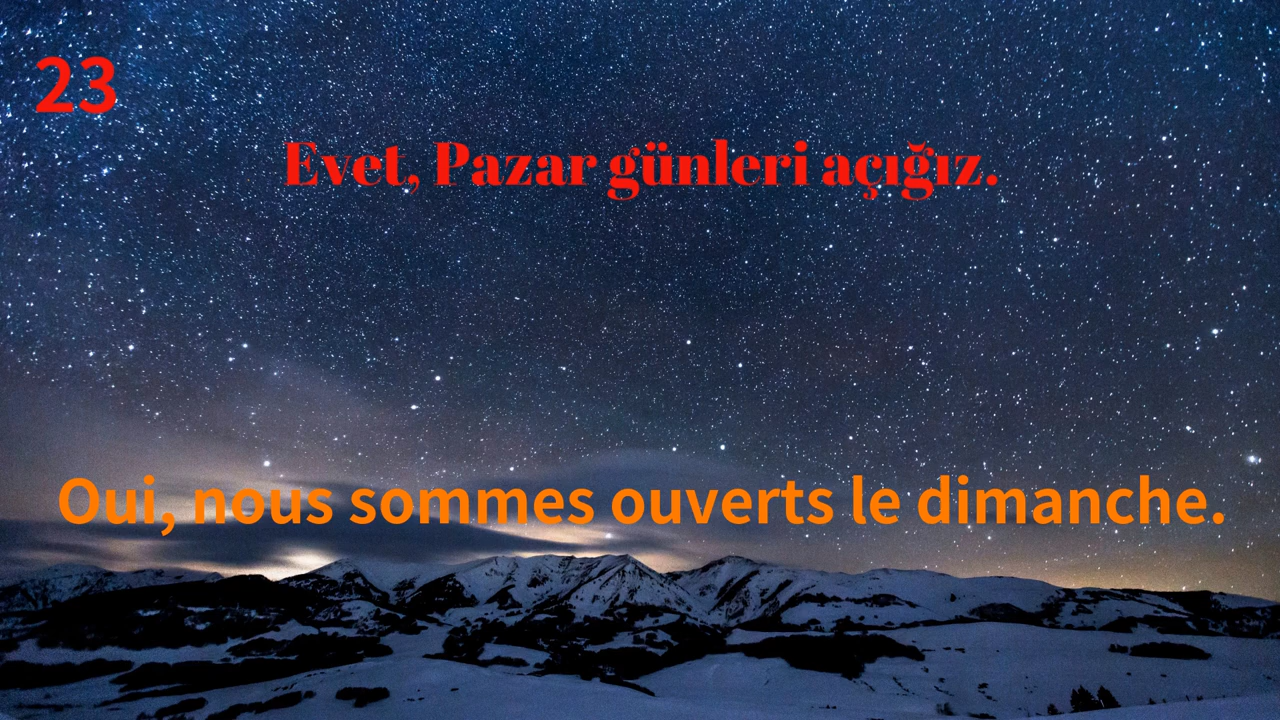 23
Evet, Pazar günleri açığız.
Oui, nous sommes ouverts le dimanche.